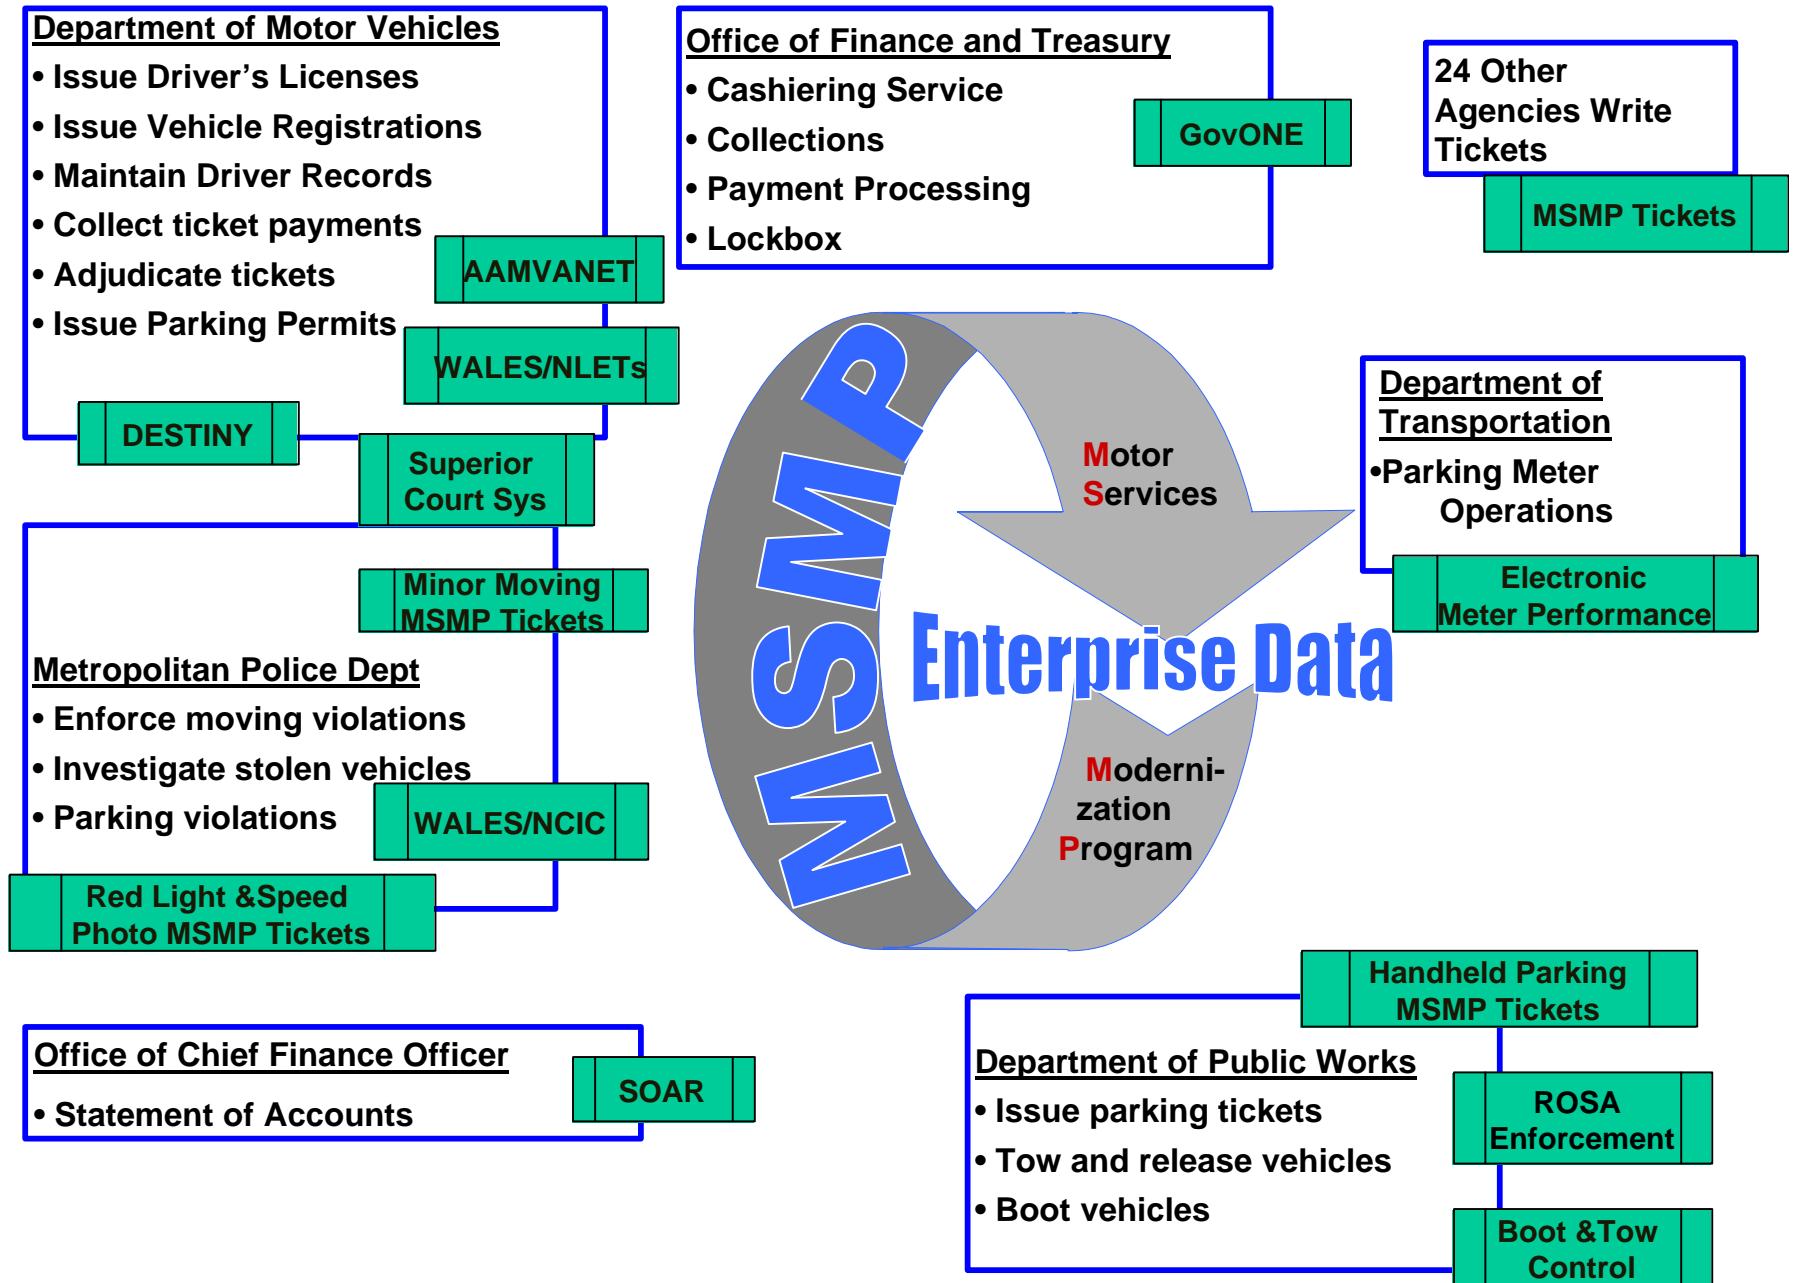 Department of Motor Vehicles
• Issue Driver’s Licenses
• Issue Vehicle Registrations
• Maintain Driver Records
• Collect ticket payments
• Adjudicate tickets
• Issue Parking Permits
AAMVANET
WALES/NLETs
DESTINY
Superior
Court Sys
Office of Finance and Treasury
• Cashiering Service
• Collections
• Payment Processing
• Lockbox
GovONE
24 Other
Agencies Write
Tickets
MSMP Tickets
MSMP
Motor
Services
Enterprise Data
Moderni-
zation
Program
Department of
Transportation
•Parking Meter
Operations
Electronic
Meter Performance
Minor Moving
MSMP Tickets
Metropolitan Police Dept
• Enforce moving violations
• Investigate stolen vehicles
• Parking violations
WALES/NCIC
Red Light &Speed
Photo MSMP Tickets
Office of Chief Finance Officer
• Statement of Accounts
SOAR
Handheld Parking
MSMP Tickets
Department of Public Works
• Issue parking tickets
• Tow and release vehicles
• Boot vehicles
ROSA
Enforcement
Boot &Tow
Control